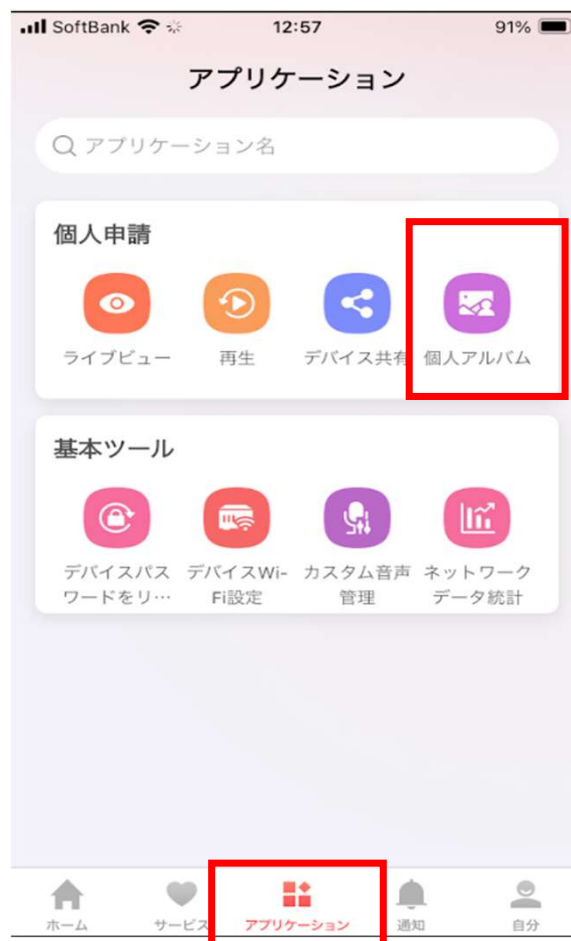 SoftBank 12:57 91%
アプリケーション
アプリケーション名
個人申請
ライブビュー 再生 デバイス共有 個人アルバム
基本ツール
デバイスパス デバイスWi- カスタム音声 ネットワーク
ワードをリ… Fi設定 管理 データ統計
ホーム サービス アプリケーション 通知 自分